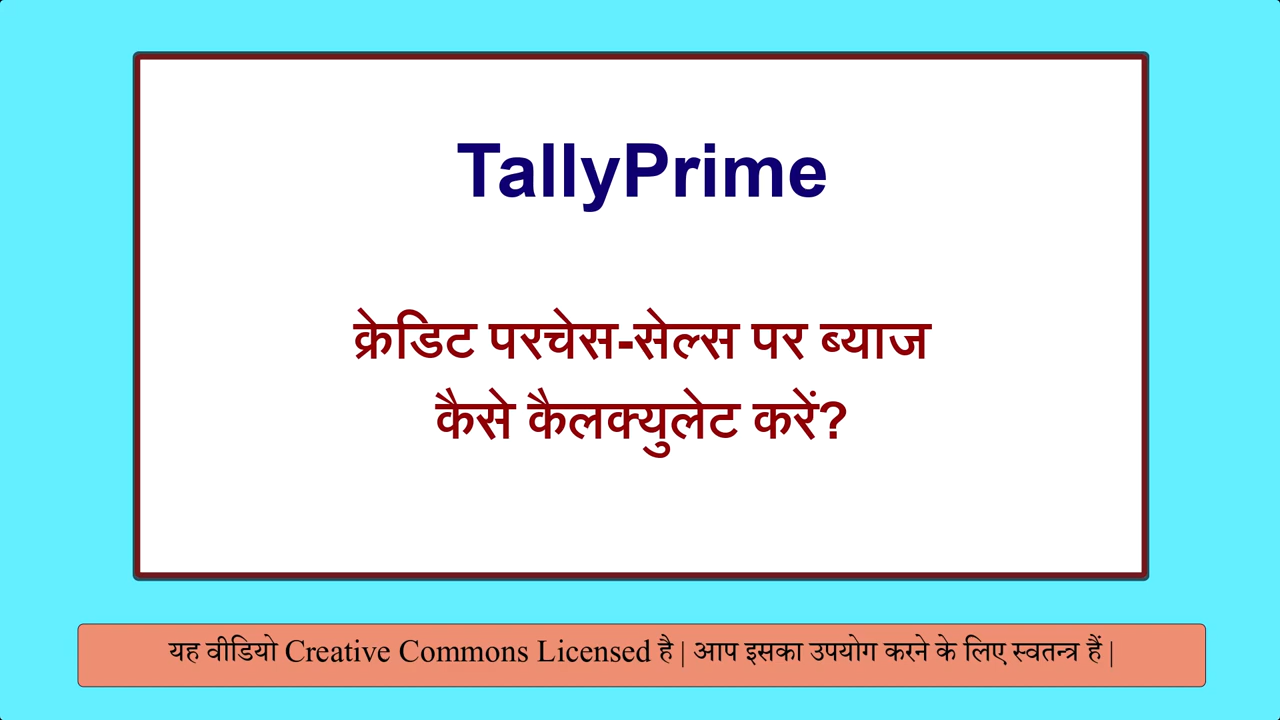 TallyPrime
क्रेडिट परचेस-सेल्स पर ब्याज
कैसे कैलक्युलेट करें?
यह वीडियो Creative Commons Licensed है | आप इसका उपयोग करने के लिए स्वतन्त्र हैं |